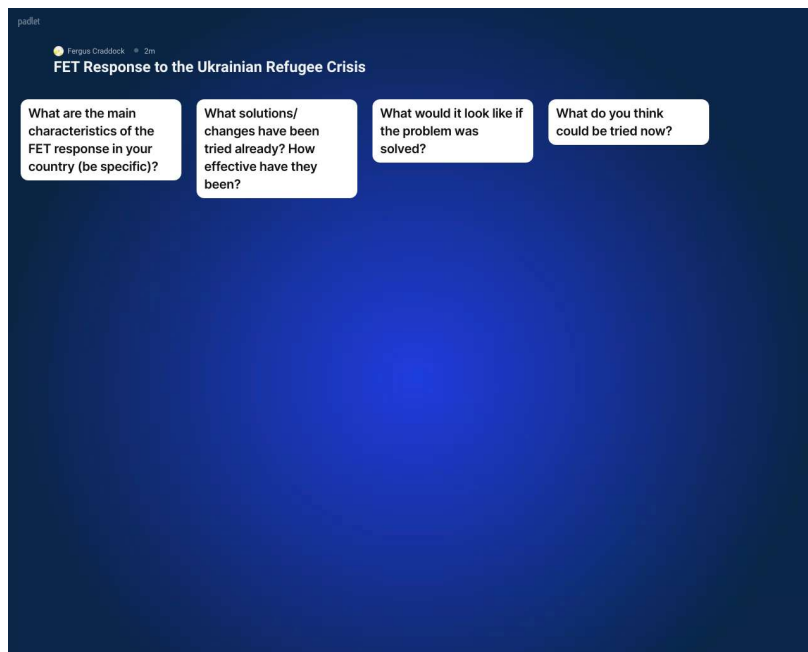 padlet
Fergus Craddock 2m
FET Response to the Ukrainian Refugee Crisis
What are the main
characteristics of the
FET response in your
country (be specific)?
What solutions/
changes have been
tried already? How
effective have they
been?
What would it look like if
the problem was
solved?
What do you think
could be tried now?